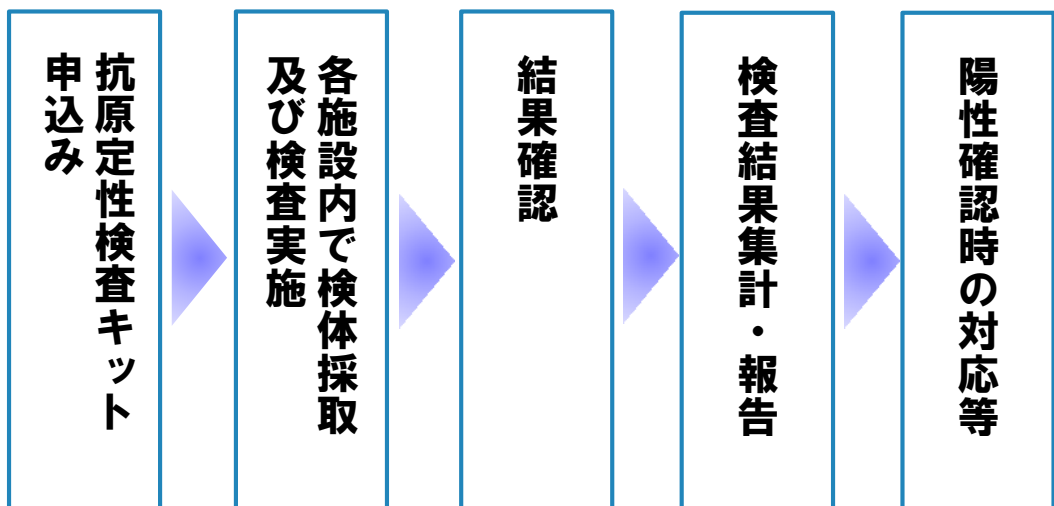 抗原定性検査キット
申込み
各施設内で検体採取
及び検査実施
結果確認
検査結果集計・報告
陽性確認時の対応等